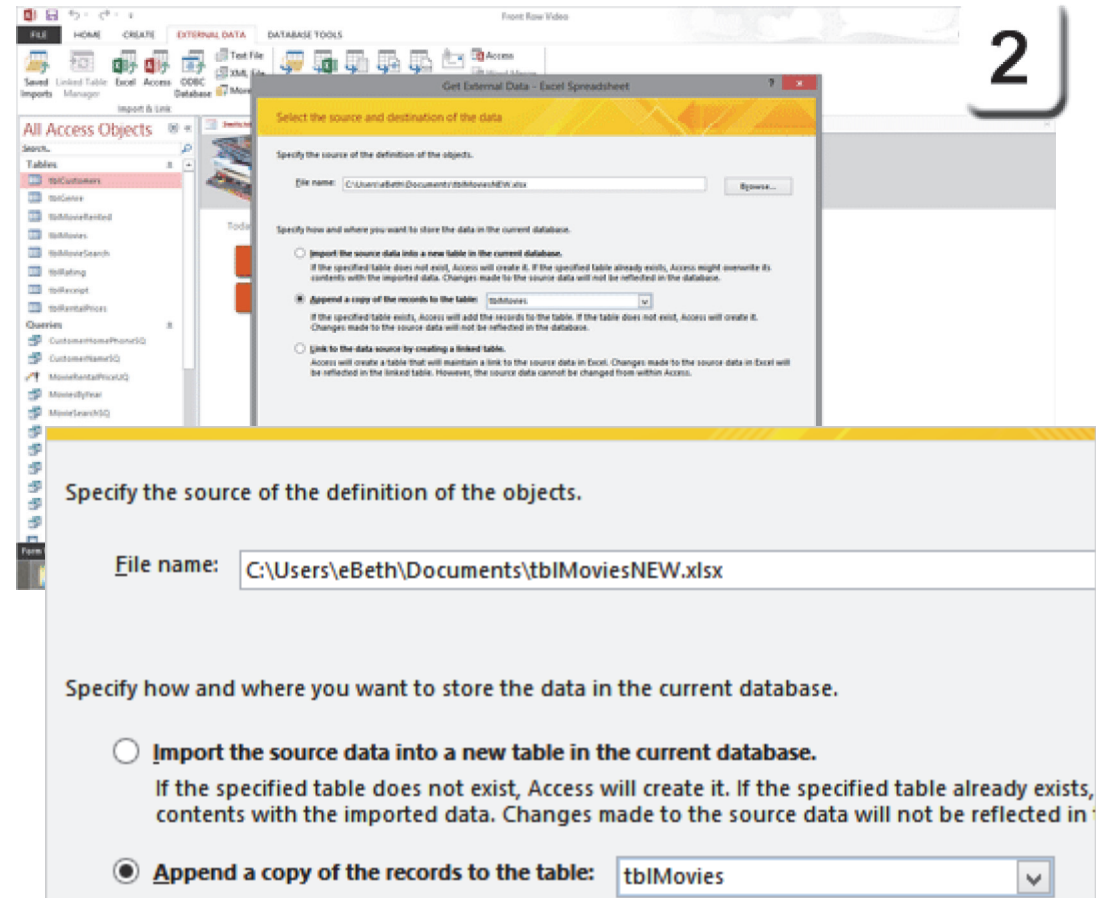 Front Row Video
2
FILE HOME CREATE EXTERNAL DATA DATABASE TOOLS
Saved Imports
Linked Table Manager
Excel
Access
ODBC Database
Text File
XML File
More
Access
Import & Link
Get External Data - Excel Spreadsheet
? ×
All Access Objects
Search..
Tables
tblCustomers
tblGenre
tblMovieRented
tblMovies
tblMovieSearch
tblRating
tblReceipt
tblRentalPrices
Queries
CustomerHomePhoneSQ
CustomerNameSQ
MovieRentalPriceUQ
MoviesByYear
MovieSearchSQ
Form
Toda
Select the source and destination of the data
Specify the source of the definition of the objects.
File name: C:\Users\eBeth\Documents\tblMoviesNEW.xlsx
Browse...
Specify how and where you want to store the data in the current database.
Import the source data into a new table in the current database.
If the specified table does not exist, Access will create it. If the specified table already exists, Access might overwrite its
contents with the imported data. Changes made to the source data will not be reflected in the database.
Append a copy of the records to the table: tblMovies
If the specified table exists, Access will add the records to the table. If the table does not exist, Access will create it.
Changes made to the source data will not be reflected in the database.
Link to the data source by creating a linked table.
Access will create a table that will maintain a link to the source data in Excel. Changes made to the source data in Excel will
be reflected in the linked table. However, the source data cannot be changed from within Access.
Specify the source of the definition of the objects.
File name: C:\Users\eBeth\Documents\tblMoviesNEW.xlsx
Specify how and where you want to store the data in the current database.
Import the source data into a new table in the current database.
If the specified table does not exist, Access will create it. If the specified table already exists,
contents with the imported data. Changes made to the source data will not be reflected in
Append a copy of the records to the table: tblMovies